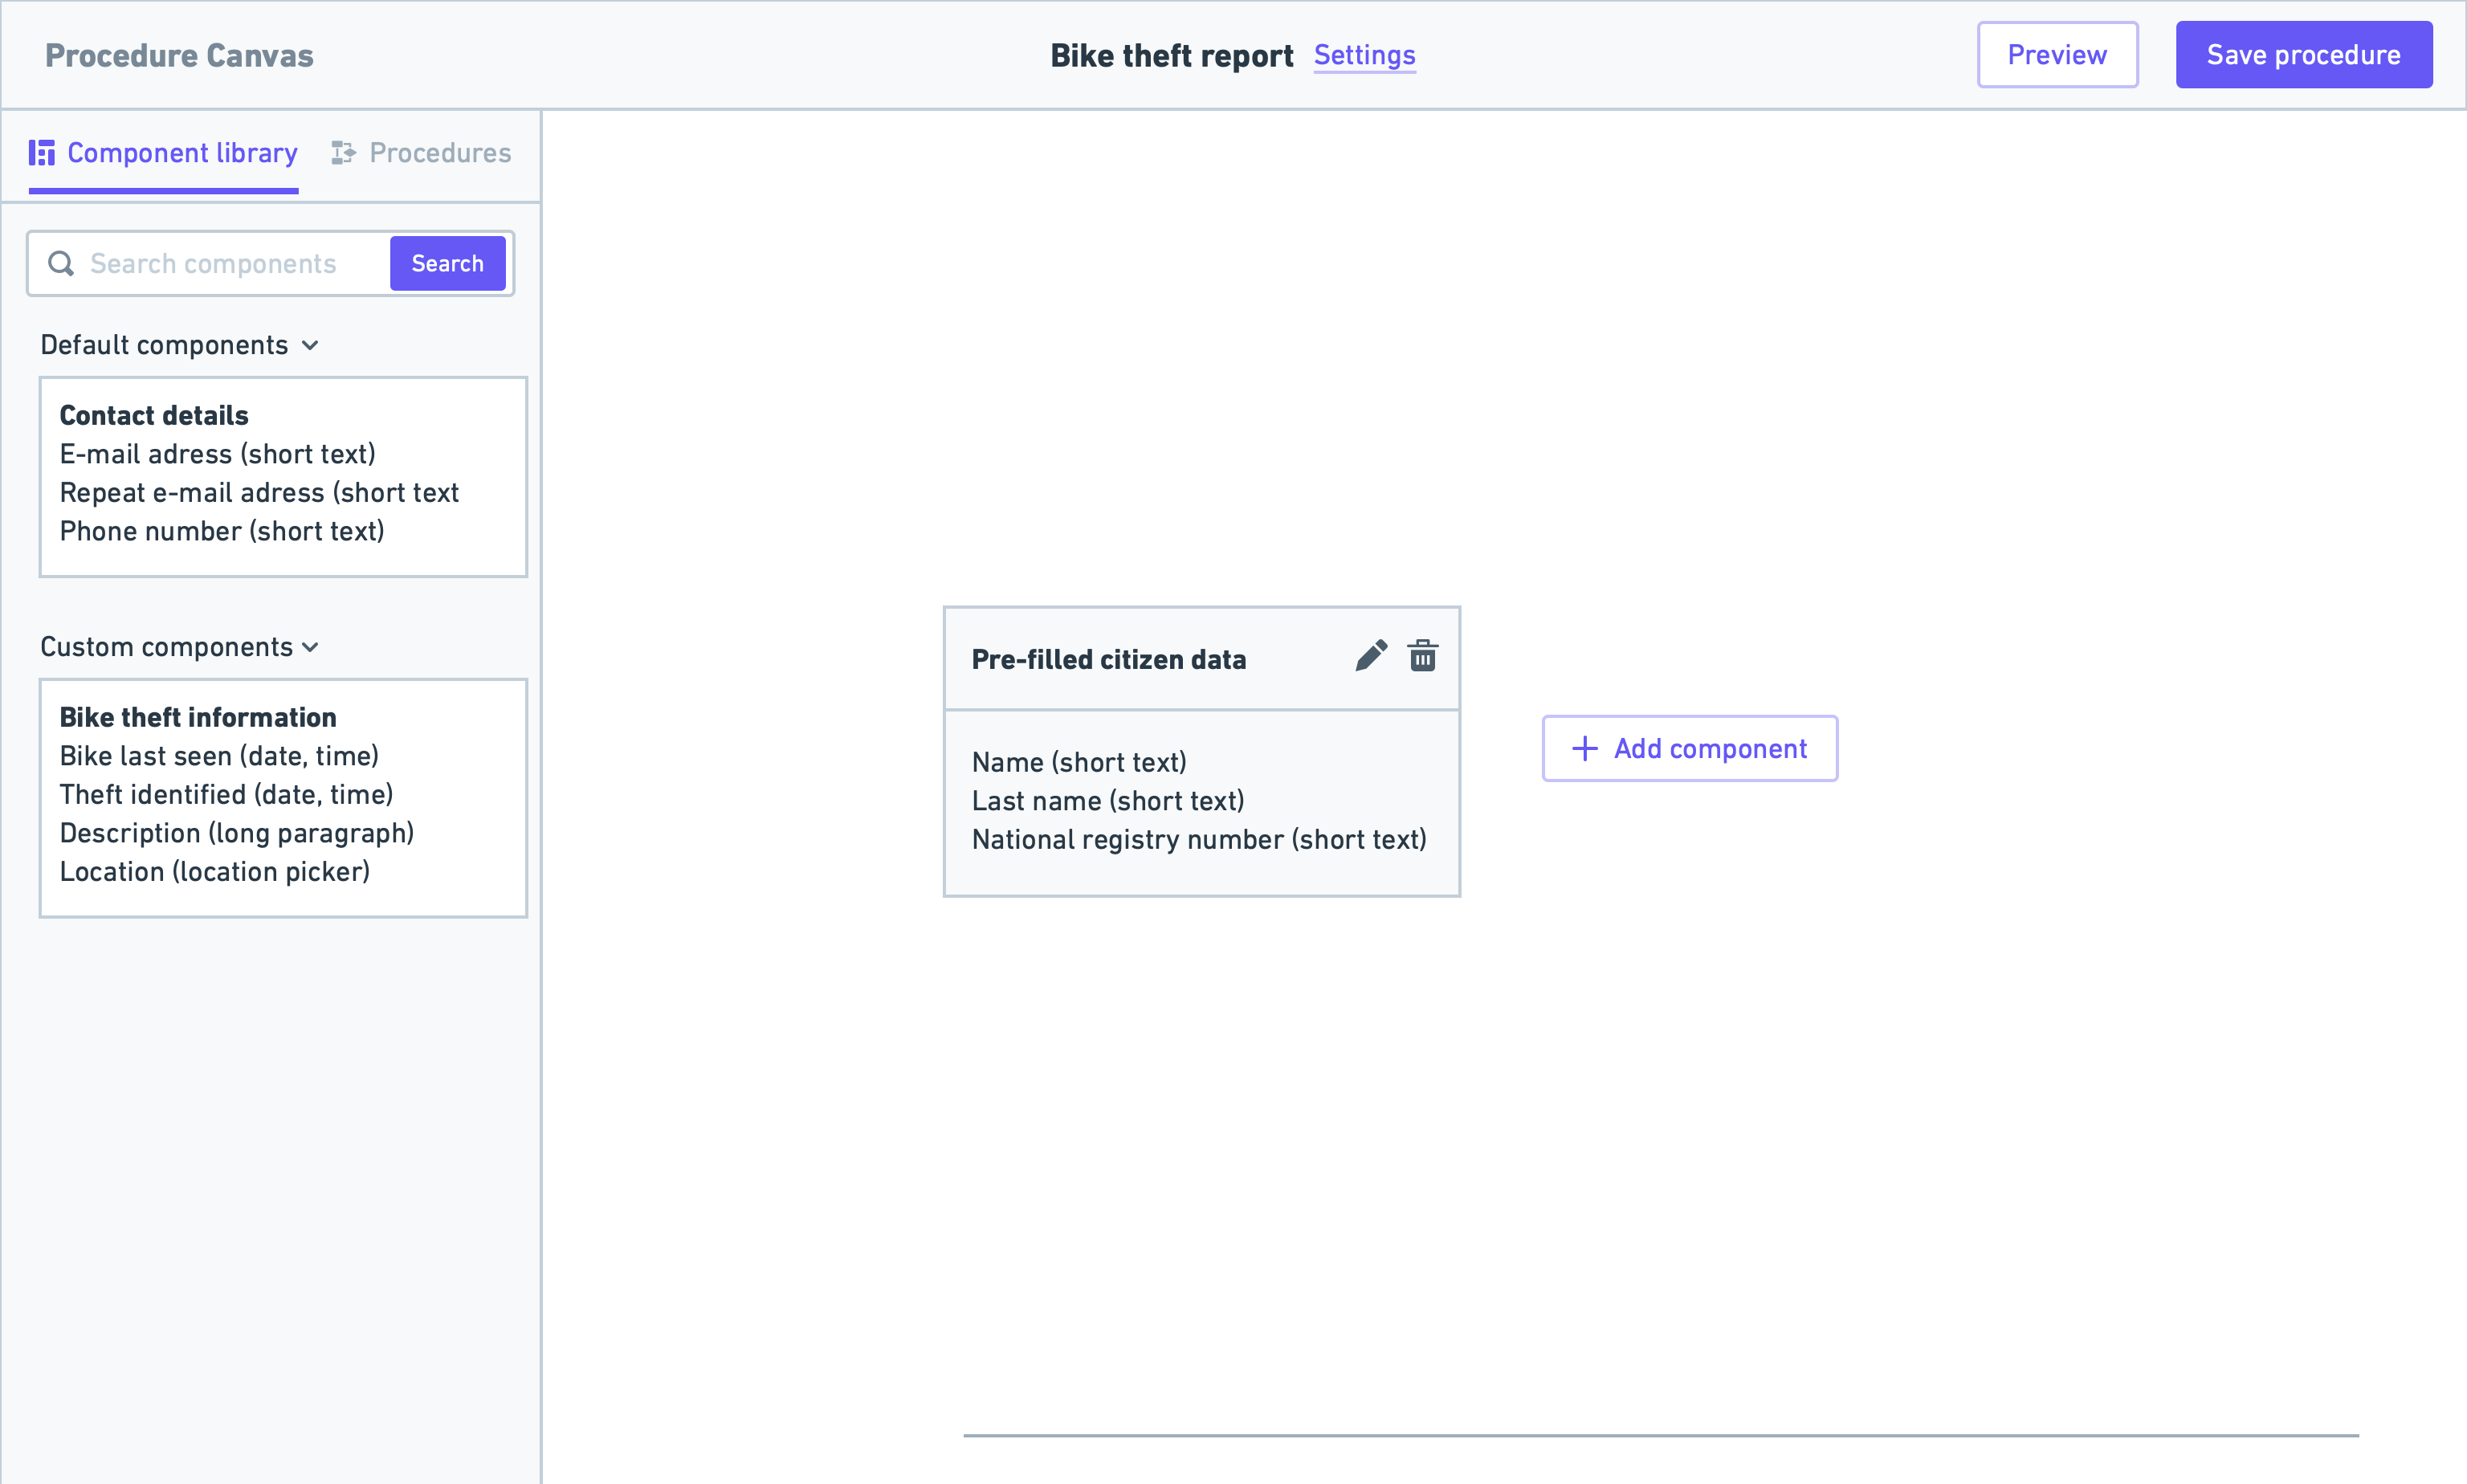 Procedure Canvas
Bike theft report Settings
Preview
Save procedure
Component library
Procedures
Search components
Search
Default components
Contact details
E-mail adress (short text)
Repeat e-mail adress (short text
Phone number (short text)
Custom components
Bike theft information
Bike last seen (date, time)
Theft identified (date, time)
Description (long paragraph)
Location (location picker)
Pre-filled citizen data
Name (short text)
Last name (short text)
National registry number (short text)
Add component